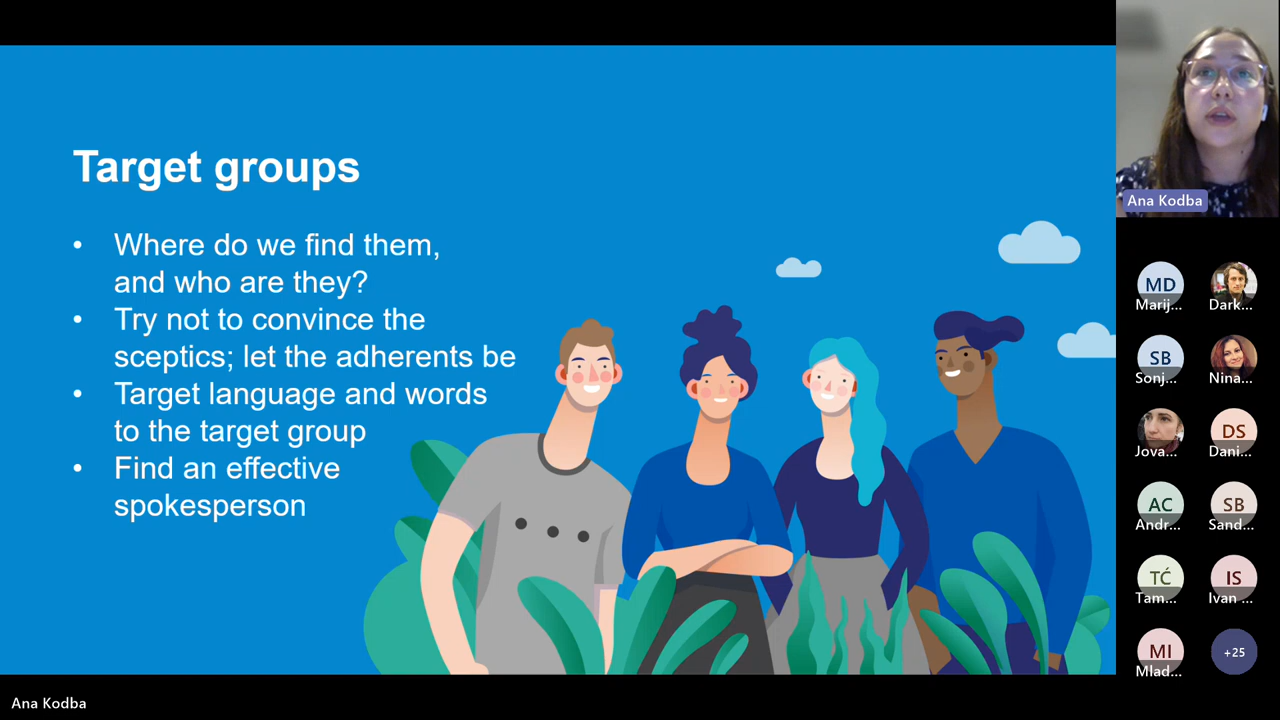 Target groups
• Where do we find them,
and who are they?
• Try not to convince the
sceptics; let the adherents be
• Target language and words
to the target group
• Find an effective
spokesperson
Ana Kodba
MD
Marij...
Dark...
SB
Sonj...
Nina...
Jova...
DS
Dani...
AC
Andr...
SB
Sand...
TĆ
Tam...
IS
Ivan ...
MI
Mlad...
+25
Ana Kodba